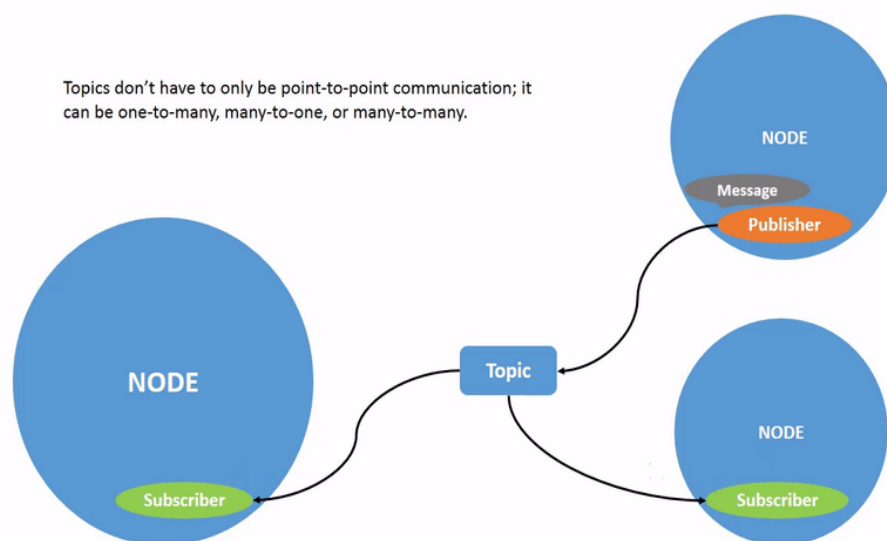 Topics don't have to only be point-to-point communication; it
can be one-to-many, many-to-one, or many-to-many.
NODE
Message
Publisher
Topic
NODE
Subscriber
NODE
Subscriber